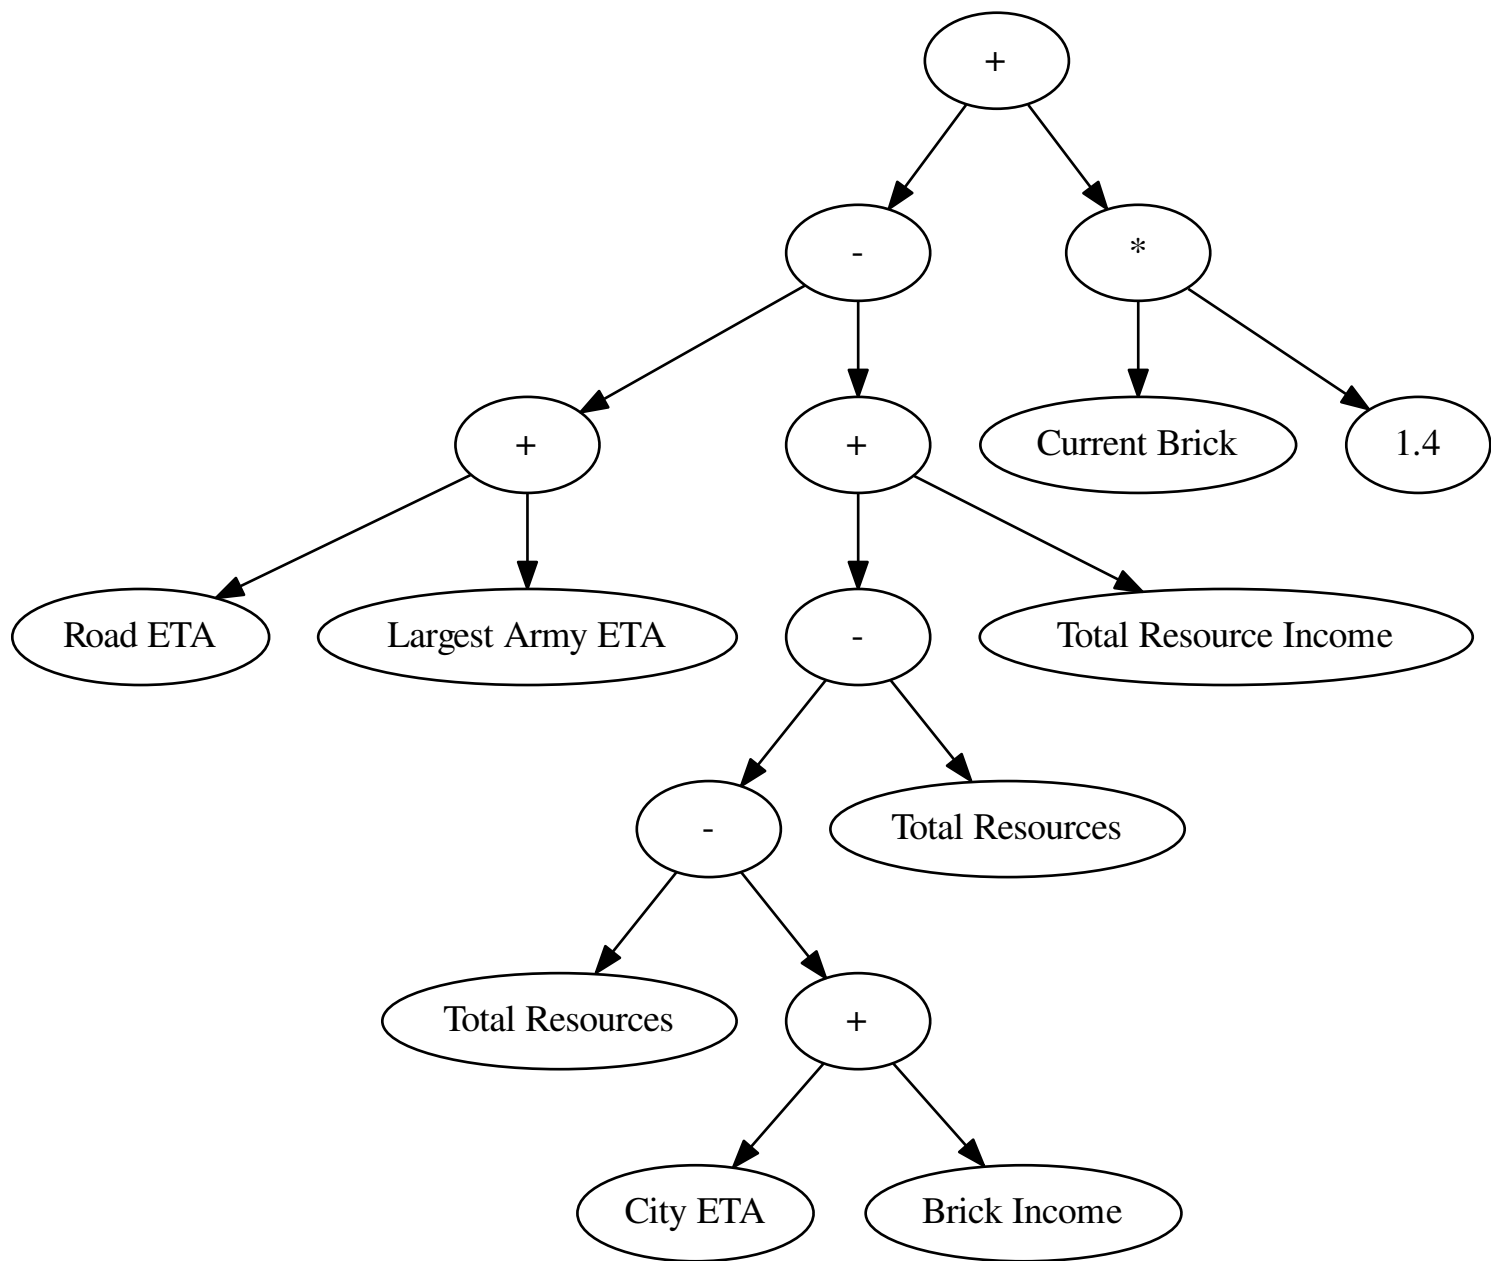 +
-
*
+
+
Current Brick
1.4
Road ETA
Largest Army ETA
-
Total Resource Income
-
Total Resources
Total Resources
+
City ETA
Brick Income